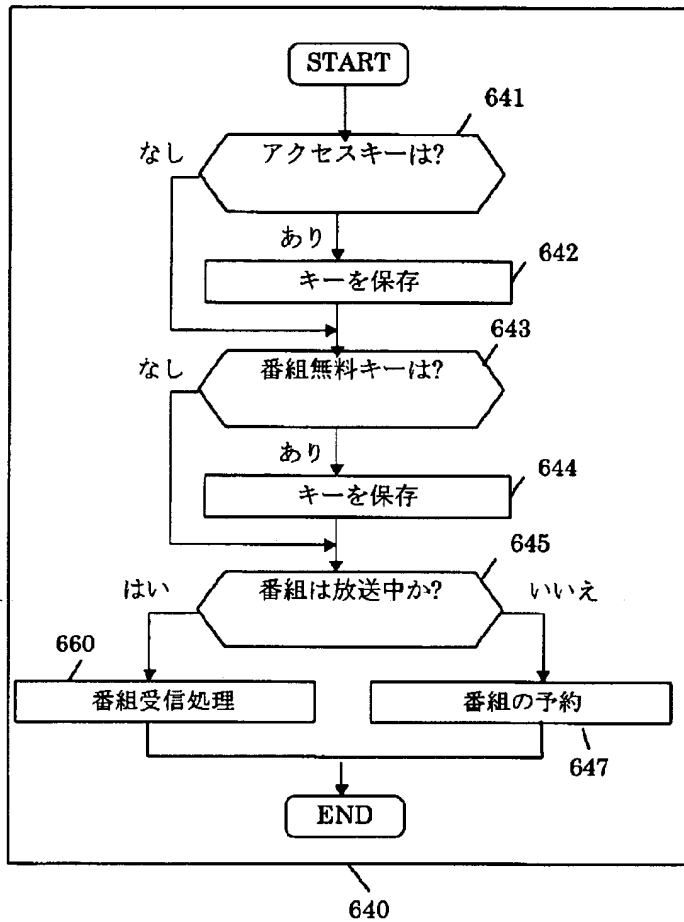 START
641
アクセスキーは?
なし
あり
642
キーを保存
643
番組無料キーは?
なし
あり
644
キーを保存
645
番組は放送中か?
はい
いいえ
660
番組受信処理
番組の予約
647
END
640